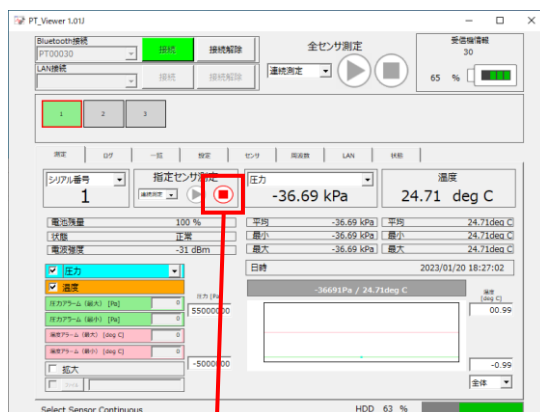 PT_Viewer 1.01J
Bluetooth接続
PT00030
接続
接続解除
LAN接続
接続
接続解除
全センサ測定
連続測定
受信機情報
30
65 %
1
2
3
測定
ログ
一括
設定
センサ
周波数
LAN
状態
シリアル番号
1
指定センサ測定
連続測定
圧力
-36.69 kPa
温度
24.71 deg C
電池残量 100 %
状態 正常
電波強度 -31 dBm
平均 -36.69 kPa
最小 -36.69 kPa
最大 -36.69 kPa
平均 24.71deg C
最小 24.71deg C
最大 24.71deg C
日時 2023/01/20 18:27:02
圧力
温度
圧力アラーム (最大) [Pa] 0
圧力アラーム (最小) [Pa] 0
温度アラーム (最大) [deg C] 0
温度アラーム (最小) [deg C] 0
拡大
圧力 [Pa]
55000000
-5000000
-36691Pa / 24.71deg C
温度
[deg C]
00.99
-0.99
全体
Select Sensor Continuous
HDD 63 %